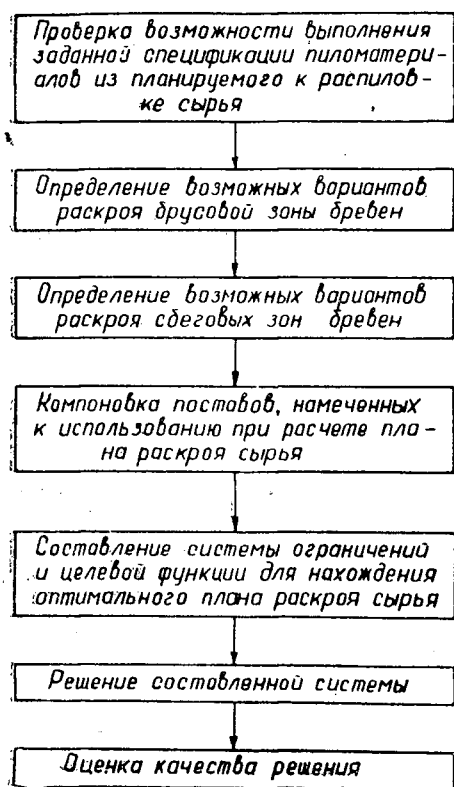 Проверка возможности выполнения
заданной спецификации пиломатери-
алов из планируемого к распилов-
ке сырья
Определение возможных вариантов
раскроя брусовой зоны бревен
Определение возможных вариантов
раскроя сбеговых зон бревен
Компоновка поставов, намеченных
к использованию при расчете пла-
на раскроя сырья
Составление системы ограничений
и целевой функции для нахождения
оптимального плана раскроя сырья
Решение составленной системы
Оценка качества решения